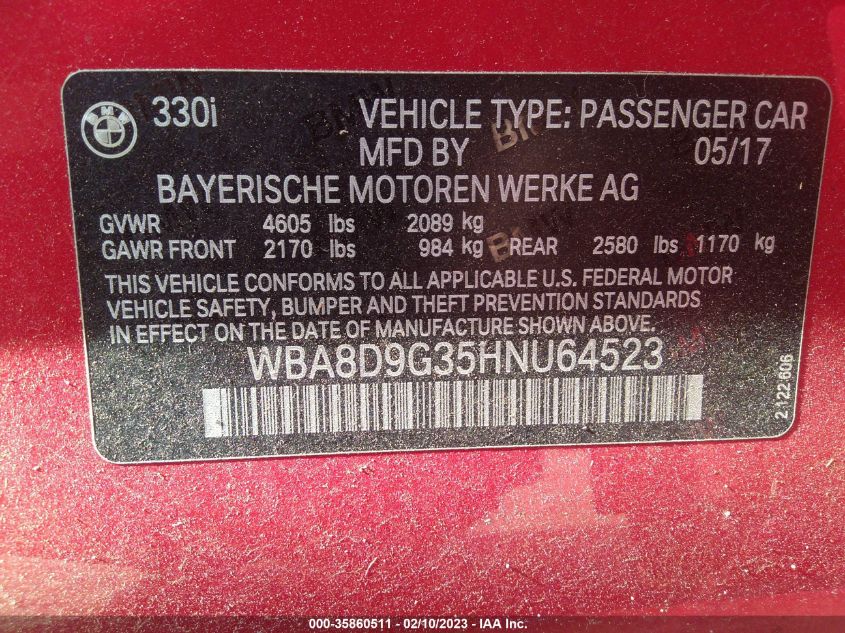 BMW 330i VEHICLE TYPE: PASSENGER CAR
MFD BY 05/17
BAYERISCHE MOTOREN WERKE AG
GVWR 4605 lbs 2089 kg
GAWR FRONT 2170 lbs 984 kg REAR 2580 lbs 1170 kg
THIS VEHICLE CONFORMS TO ALL APPLICABLE U.S. FEDERAL MOTOR
VEHICLE SAFETY, BUMPER AND THEFT PREVENTION STANDARDS
IN EFFECT ON THE DATE OF MANUFACTURE SHOWN ABOVE.
WBA8D9G35HNU64523
2 122 606
000-35860511 — 02/10/2023 — IAA Inc.